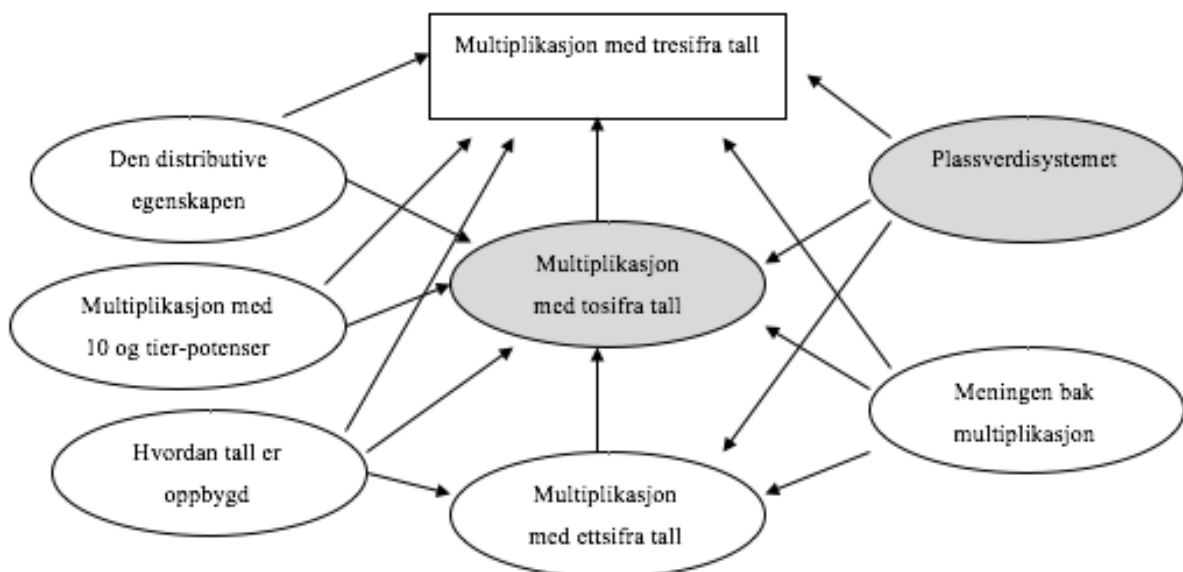 Multiplikasjon med tresifra tall
Den distributive
egenskapen
Plassverdisystemet
Multiplikasjon
med tosifra tall
Multiplikasjon med
10 og tier-potenser
Meningen bak
multiplikasjon
Hvordan tall er
oppbygd
Multiplikasjon
med ettsifra tall